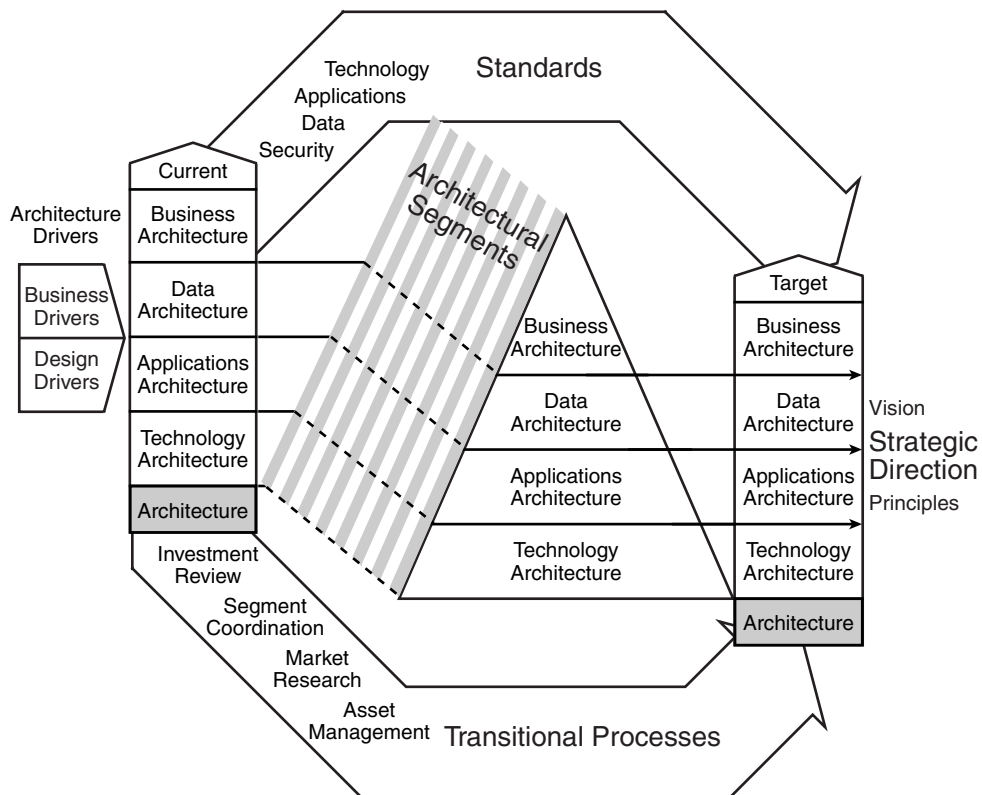 Technology
Applications
Data
Security
Standards
Current
Business
Architecture
Data
Architecture
Applications
Architecture
Technology
Architecture
Architecture
Architecture
Drivers
Business
Drivers
Design
Drivers
Architectural
Segments
Business
Architecture
Data
Architecture
Applications
Architecture
Technology
Architecture
Target
Business
Architecture
Data
Architecture
Applications
Architecture
Technology
Architecture
Architecture
Vision
Strategic
Direction
Principles
Investment
Review
Segment
Coordination
Market
Research
Asset
Management
Transitional Processes